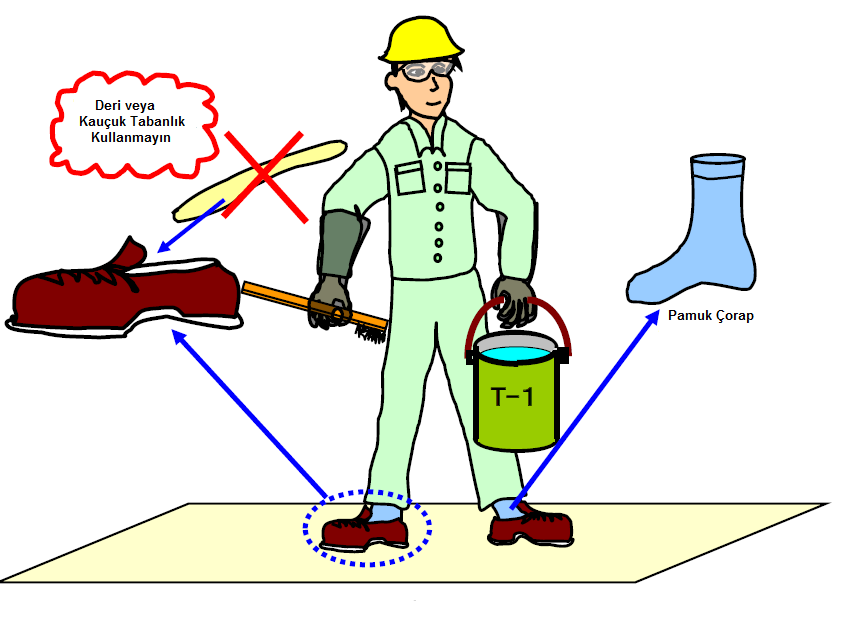 Deri veya
Kauçuk Tabanlık
Kullanmayın
Pamuk Çorap
T-1